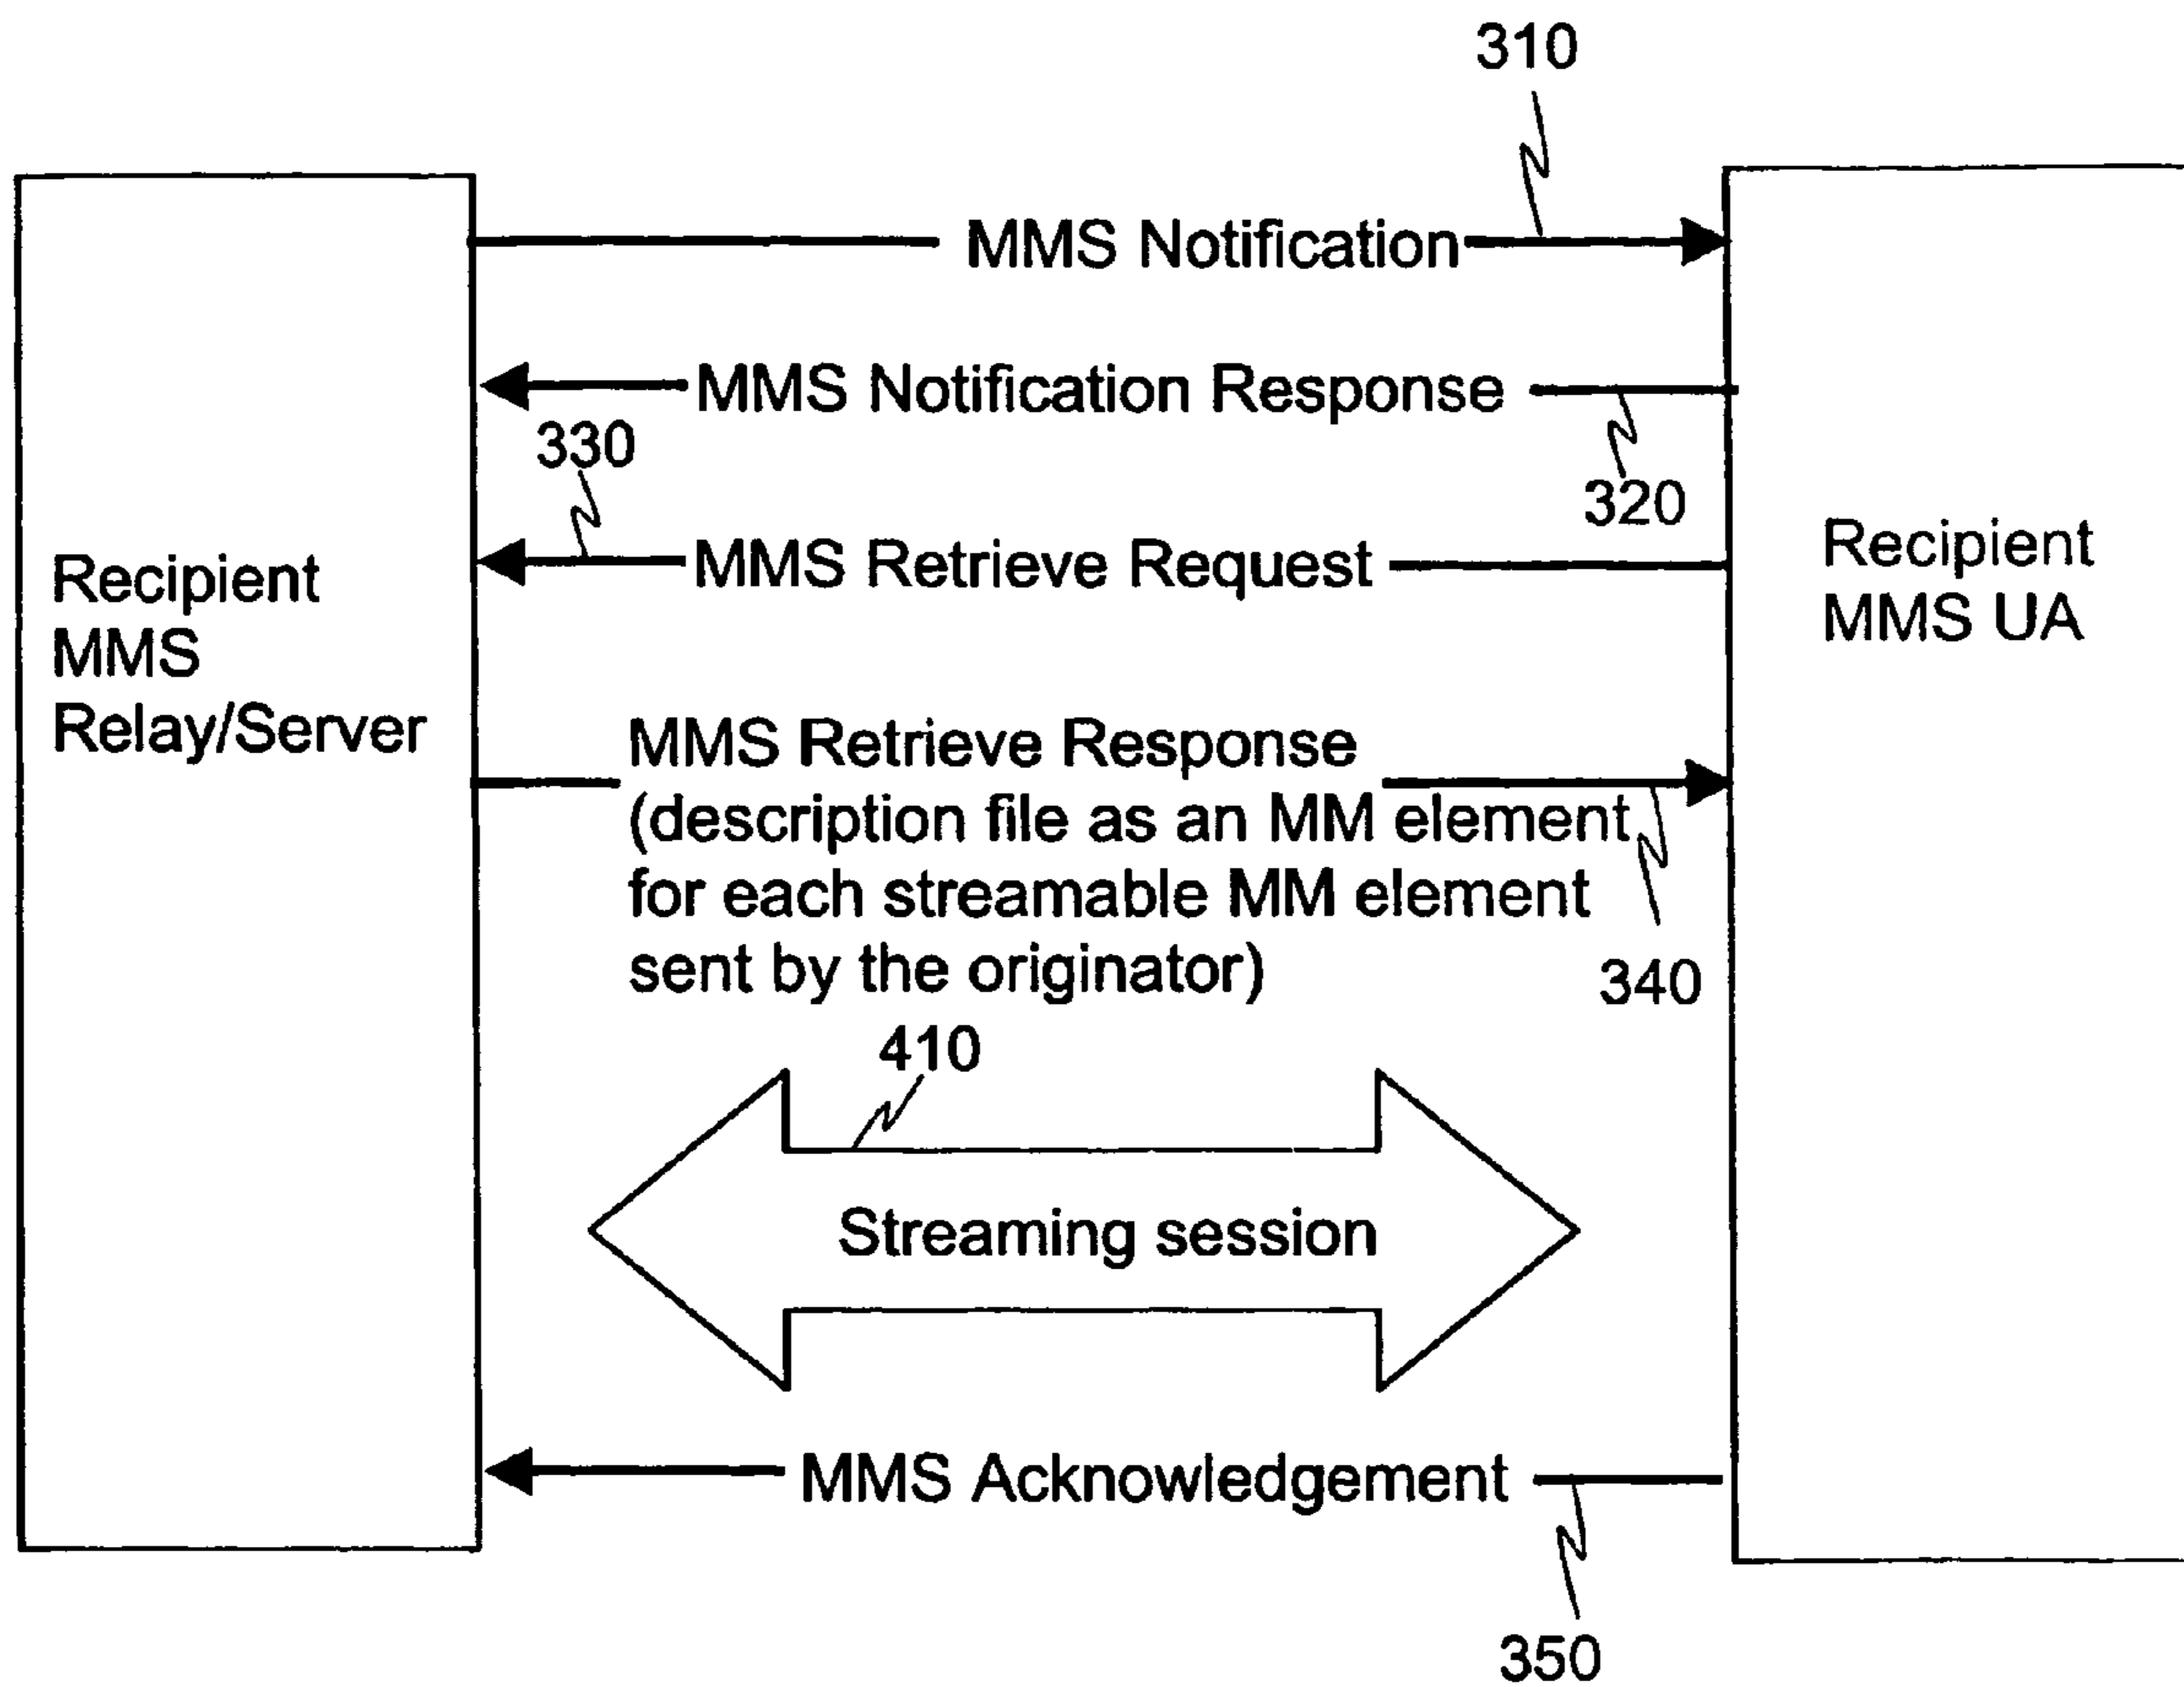 310
MMS Notification
MMS Notification Response
330
320
MMS Retrieve Request
Recipient
MMS
Relay/Server
Recipient
MMS UA
MMS Retrieve Response
(description file as an MM element
for each streamable MM element
sent by the originator)
340
410
Streaming session
MMS Acknowledgement
350